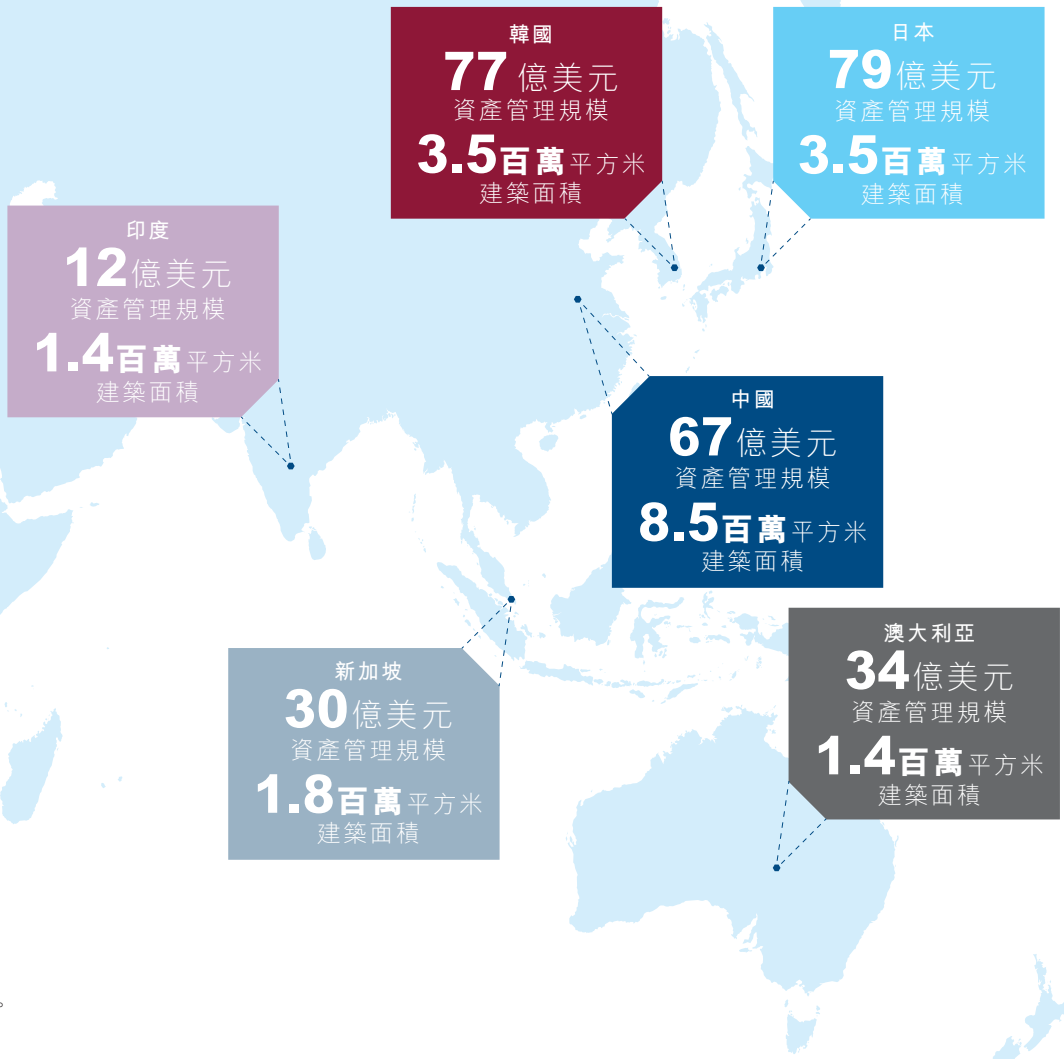 韓國
77億美元
資產管理規模
3.5百萬平方米
建築面積
日本
79億美元
資產管理規模
3.5百萬平方米
建築面積
印度
12億美元
資產管理規模
1.4百萬平方米
建築面積
中國
67億美元
資產管理規模
8.5百萬平方米
建築面積
新加坡
30億美元
資產管理規模
1.8百萬平方米
建築面積
澳大利亞
34億美元
資產管理規模
1.4百萬平方米
建築面積
。